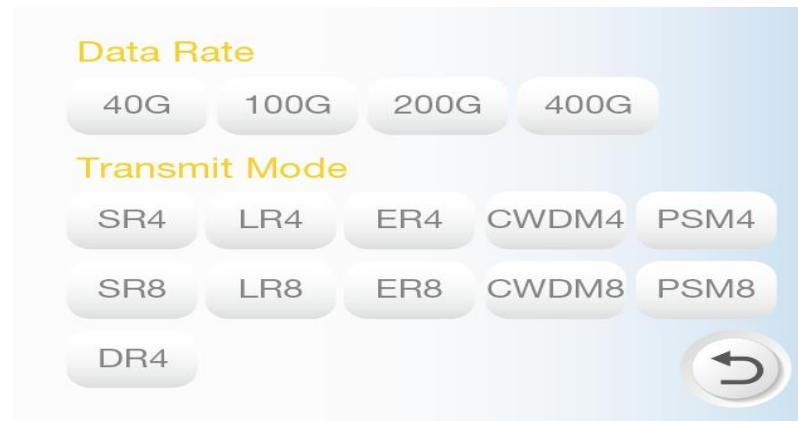 Data Rate
40G 100G 200G 400G
Transmit Mode
SR4 LR4 ER4 CWDM4 PSM4
SR8 LR8 ER8 CWDM8 PSM8
DR4